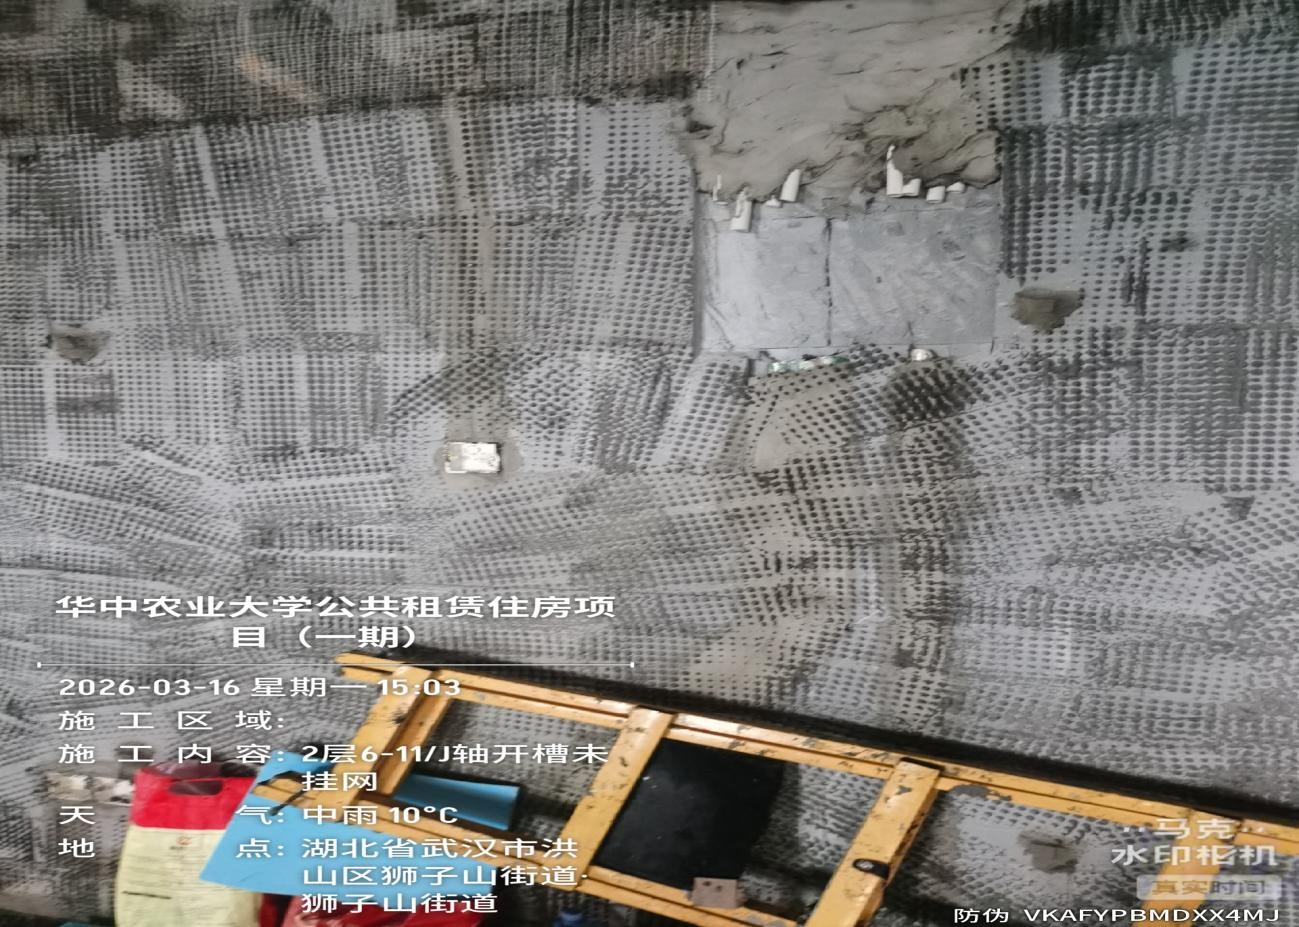 华中农业大学公共租赁住房项
目（一期）
2026-03-16 星期一 15:03
施工区域:
施工内容: 2层6-11/J轴开槽未
挂网
天气: 中雨 10°C
地点: 湖北省武汉市洪
山区狮子山街道·
狮子山街道
马克
水印相机
真实时间
防伪 VKAFYPBMDXX4MJ